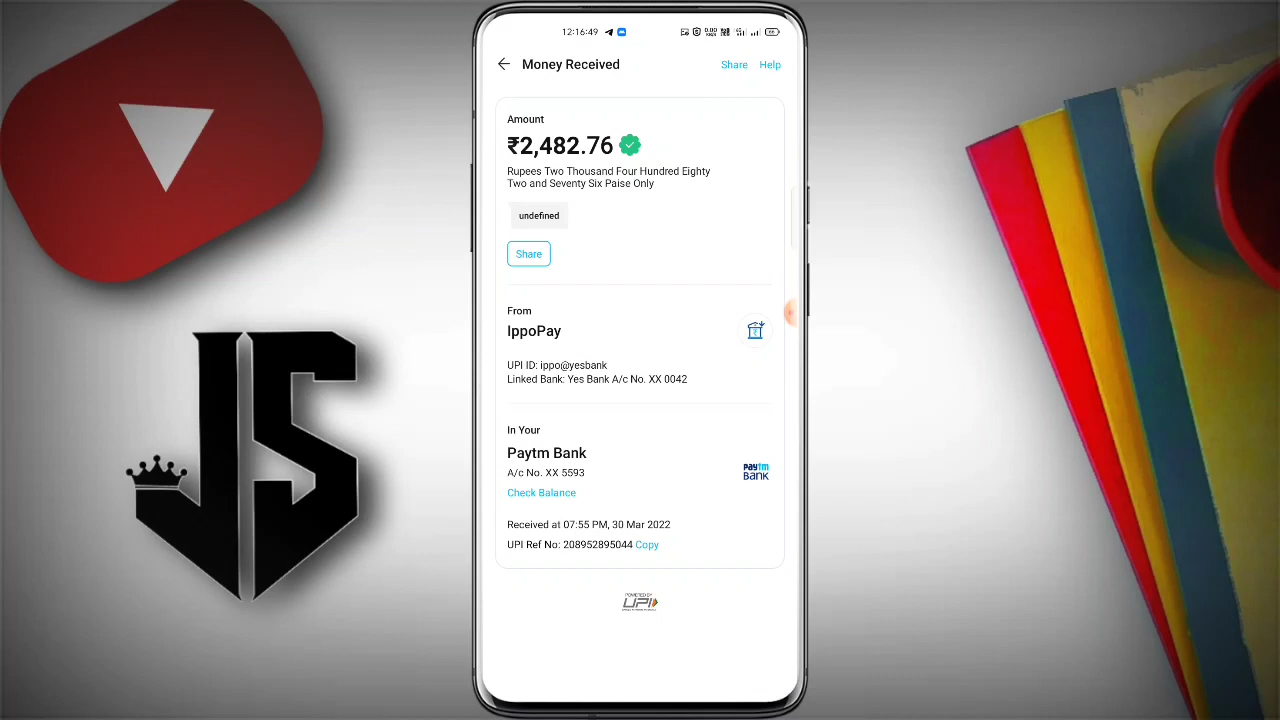 12:16:49
Money Received
Share
Help
Amount
₹2,482.76
Rupees Two Thousand Four Hundred Eighty
Two and Seventy Six Paise Only
undefined
Share
From
IppoPay
UPI ID: ippo@yesbank
Linked Bank: Yes Bank A/c No. XX 0042
In Your
Paytm Bank
A/c No. XX 5593
paytm
BANK
Check Balance
Received at 07:55 PM, 30 Mar 2022
UPI Ref No: 208952895044 Copy
POWERED BY
UPI
JS